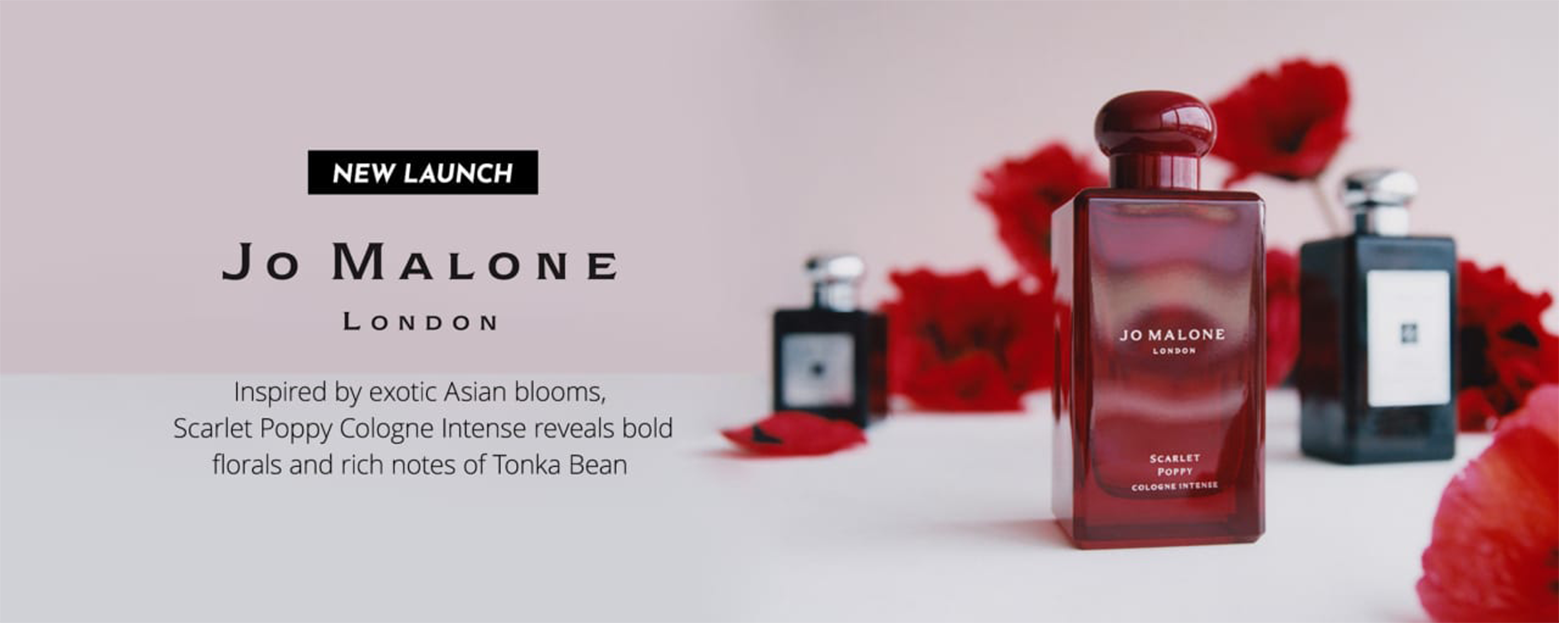 NEW LAUNCH
JO MALONE
LONDON
Inspired by exotic Asian blooms,
Scarlet Poppy Cologne Intense reveals bold
florals and rich notes of Tonka Bean
JO MALONE
LONDON
SCARLET
POPPY
COLOGNE INTENSE